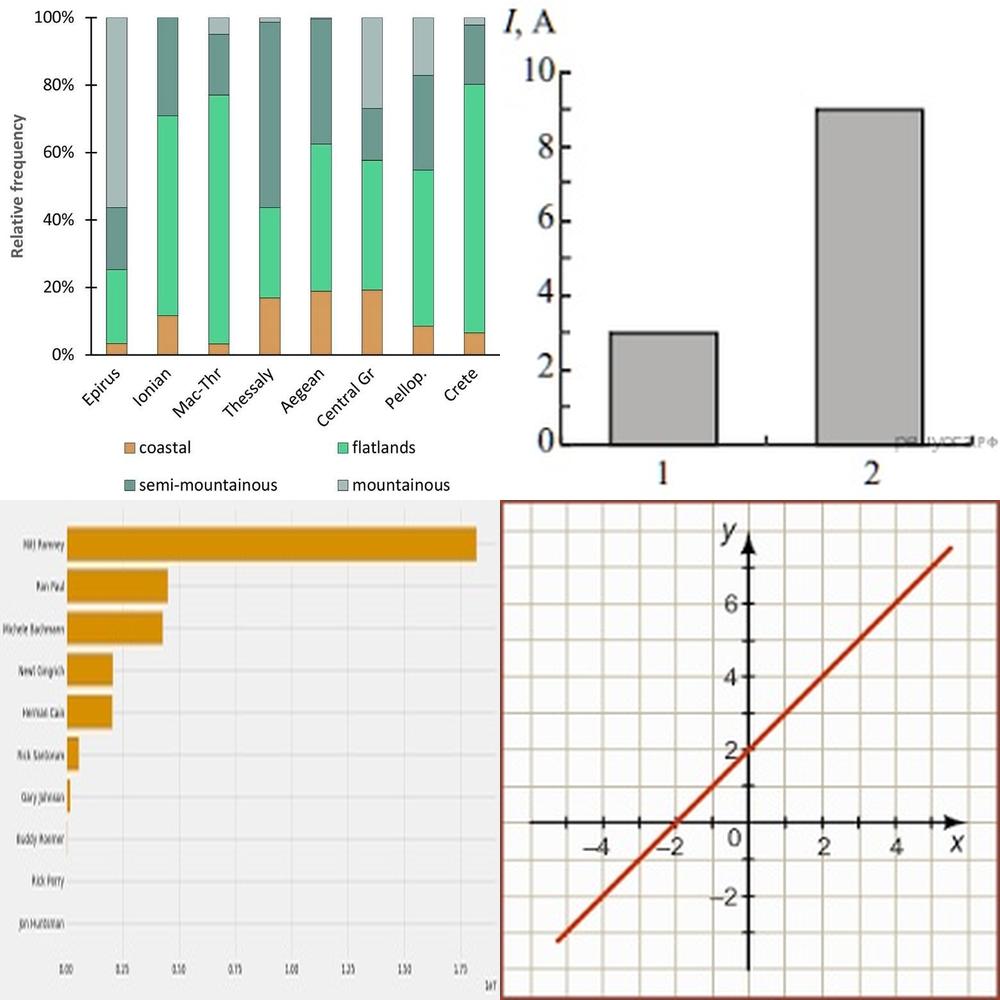 100%
80%
60%
40%
20%
0%
Relative frequency
Epirus
Ionian
Mac-Thr
Thessaly
Aegean
Central Gr
Pellop.
Crete
coastal
flatlands
semi-mountainous
mountainous
I, A
10
8
6
4
2
0
1
2
Mitt Romney
Ron Paul
Michele Bachmann
Newt Gingrich
Herman Cain
Rick Santorum
Gary Johnson
Buddy Roemer
Rick Perry
Jon Huntsman
0.00 0.25 0.50 0.75 1.00 1.25 1.50 1.75
1e7
y
6
4
2
0
–4 –2 2 4 x
–2